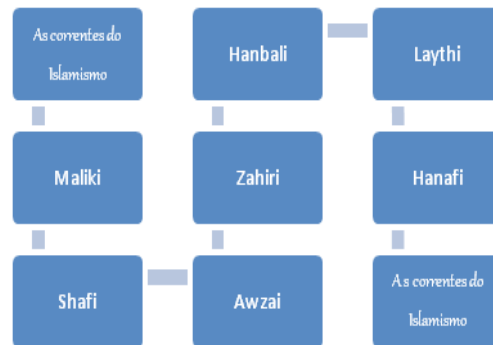 As correntes do
Islamismo
Maliki
Shafi
Awzai
Zahiri
Hanbali
Laythi
Hanafi
As correntes do
Islamismo